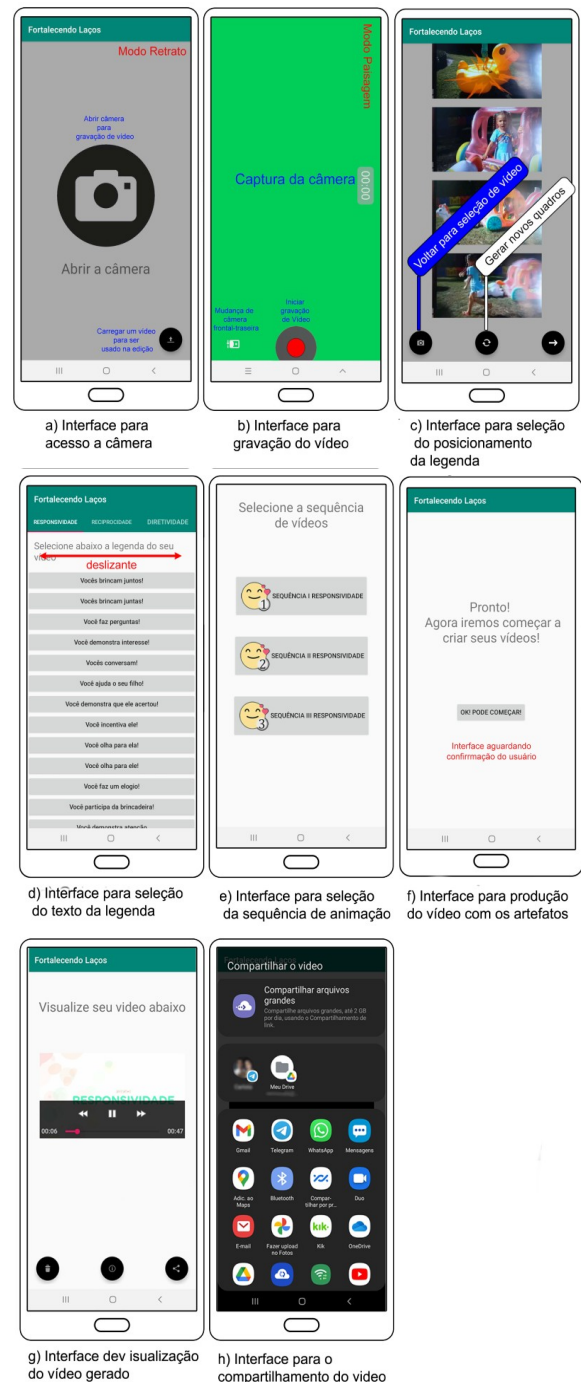 Fortalecendo Laços
Modo Retrato
Abrir câmera
para
gravação de vídeo
Abrir a câmera
Carregar um vídeo
para ser
usado na edição
a) Interface para
acesso a câmera
Modo Paisagem
Captura da câmera
00:00
Mudança de
câmera
frontal-traseira
Iniciar
gravação
de Vídeo
b) Interface para
gravação do vídeo
Fortalecendo Laços
Voltar para seleção de vídeo
Gerar novos quadros
c) Interface para seleção
do posicionamento
da legenda
Fortalecendo Laços
RESPONSIVIDADE RECIPROCIDADE DIRETIVIDADE
Selecione abaixo a legenda do seu
vídeo
deslizante
Vocês brincam juntos!
Vocês brincam juntas!
Você faz perguntas!
Você demonstra interesse!
Vocês conversam!
Você ajuda o seu filho!
Você demonstra que ele acertou!
Você incentiva ele!
Você olha para ela!
Você olha para ele!
Você faz um elogio!
Você participa da brincadeira!
Você demonstra atenção
d) Interface para seleção
do texto da legenda
Selecione a sequência
de vídeos
1 SEQUÊNCIA I RESPONSIVIDADE
2 SEQUÊNCIA II RESPONSIVIDADE
3 SEQUÊNCIA III RESPONSIVIDADE
e) Interface para seleção
da sequência de animação
Fortalecendo Laços
Pronto!
Agora iremos começar a
criar seus vídeos!
OK! PODE COMEÇAR!
Interface aguardando
confirmação do usuário
f) Interface para produção
do vídeo com os artefatos
Fortalecendo Laços
Visualize seu video abaixo
RESPONSIVIDADE
00:06 00:47
g) Interface dev isualização
do vídeo gerado
Compartilhar o video
Compartilhar arquivos
grandes
Compartilhe arquivos grandes, até 2 GB
por dia, usando o Compartilhamento de
link.
Meu Drive
Gmail Telegram WhatsApp Mensagens
Adic. ao
Maps
Bluetooth
Compar-
tilhar por pr...
Duo
kik
E-mail
Fazer upload
no Fotos
Kik
OneDrive
h) Interface para o
compartilhamento do video